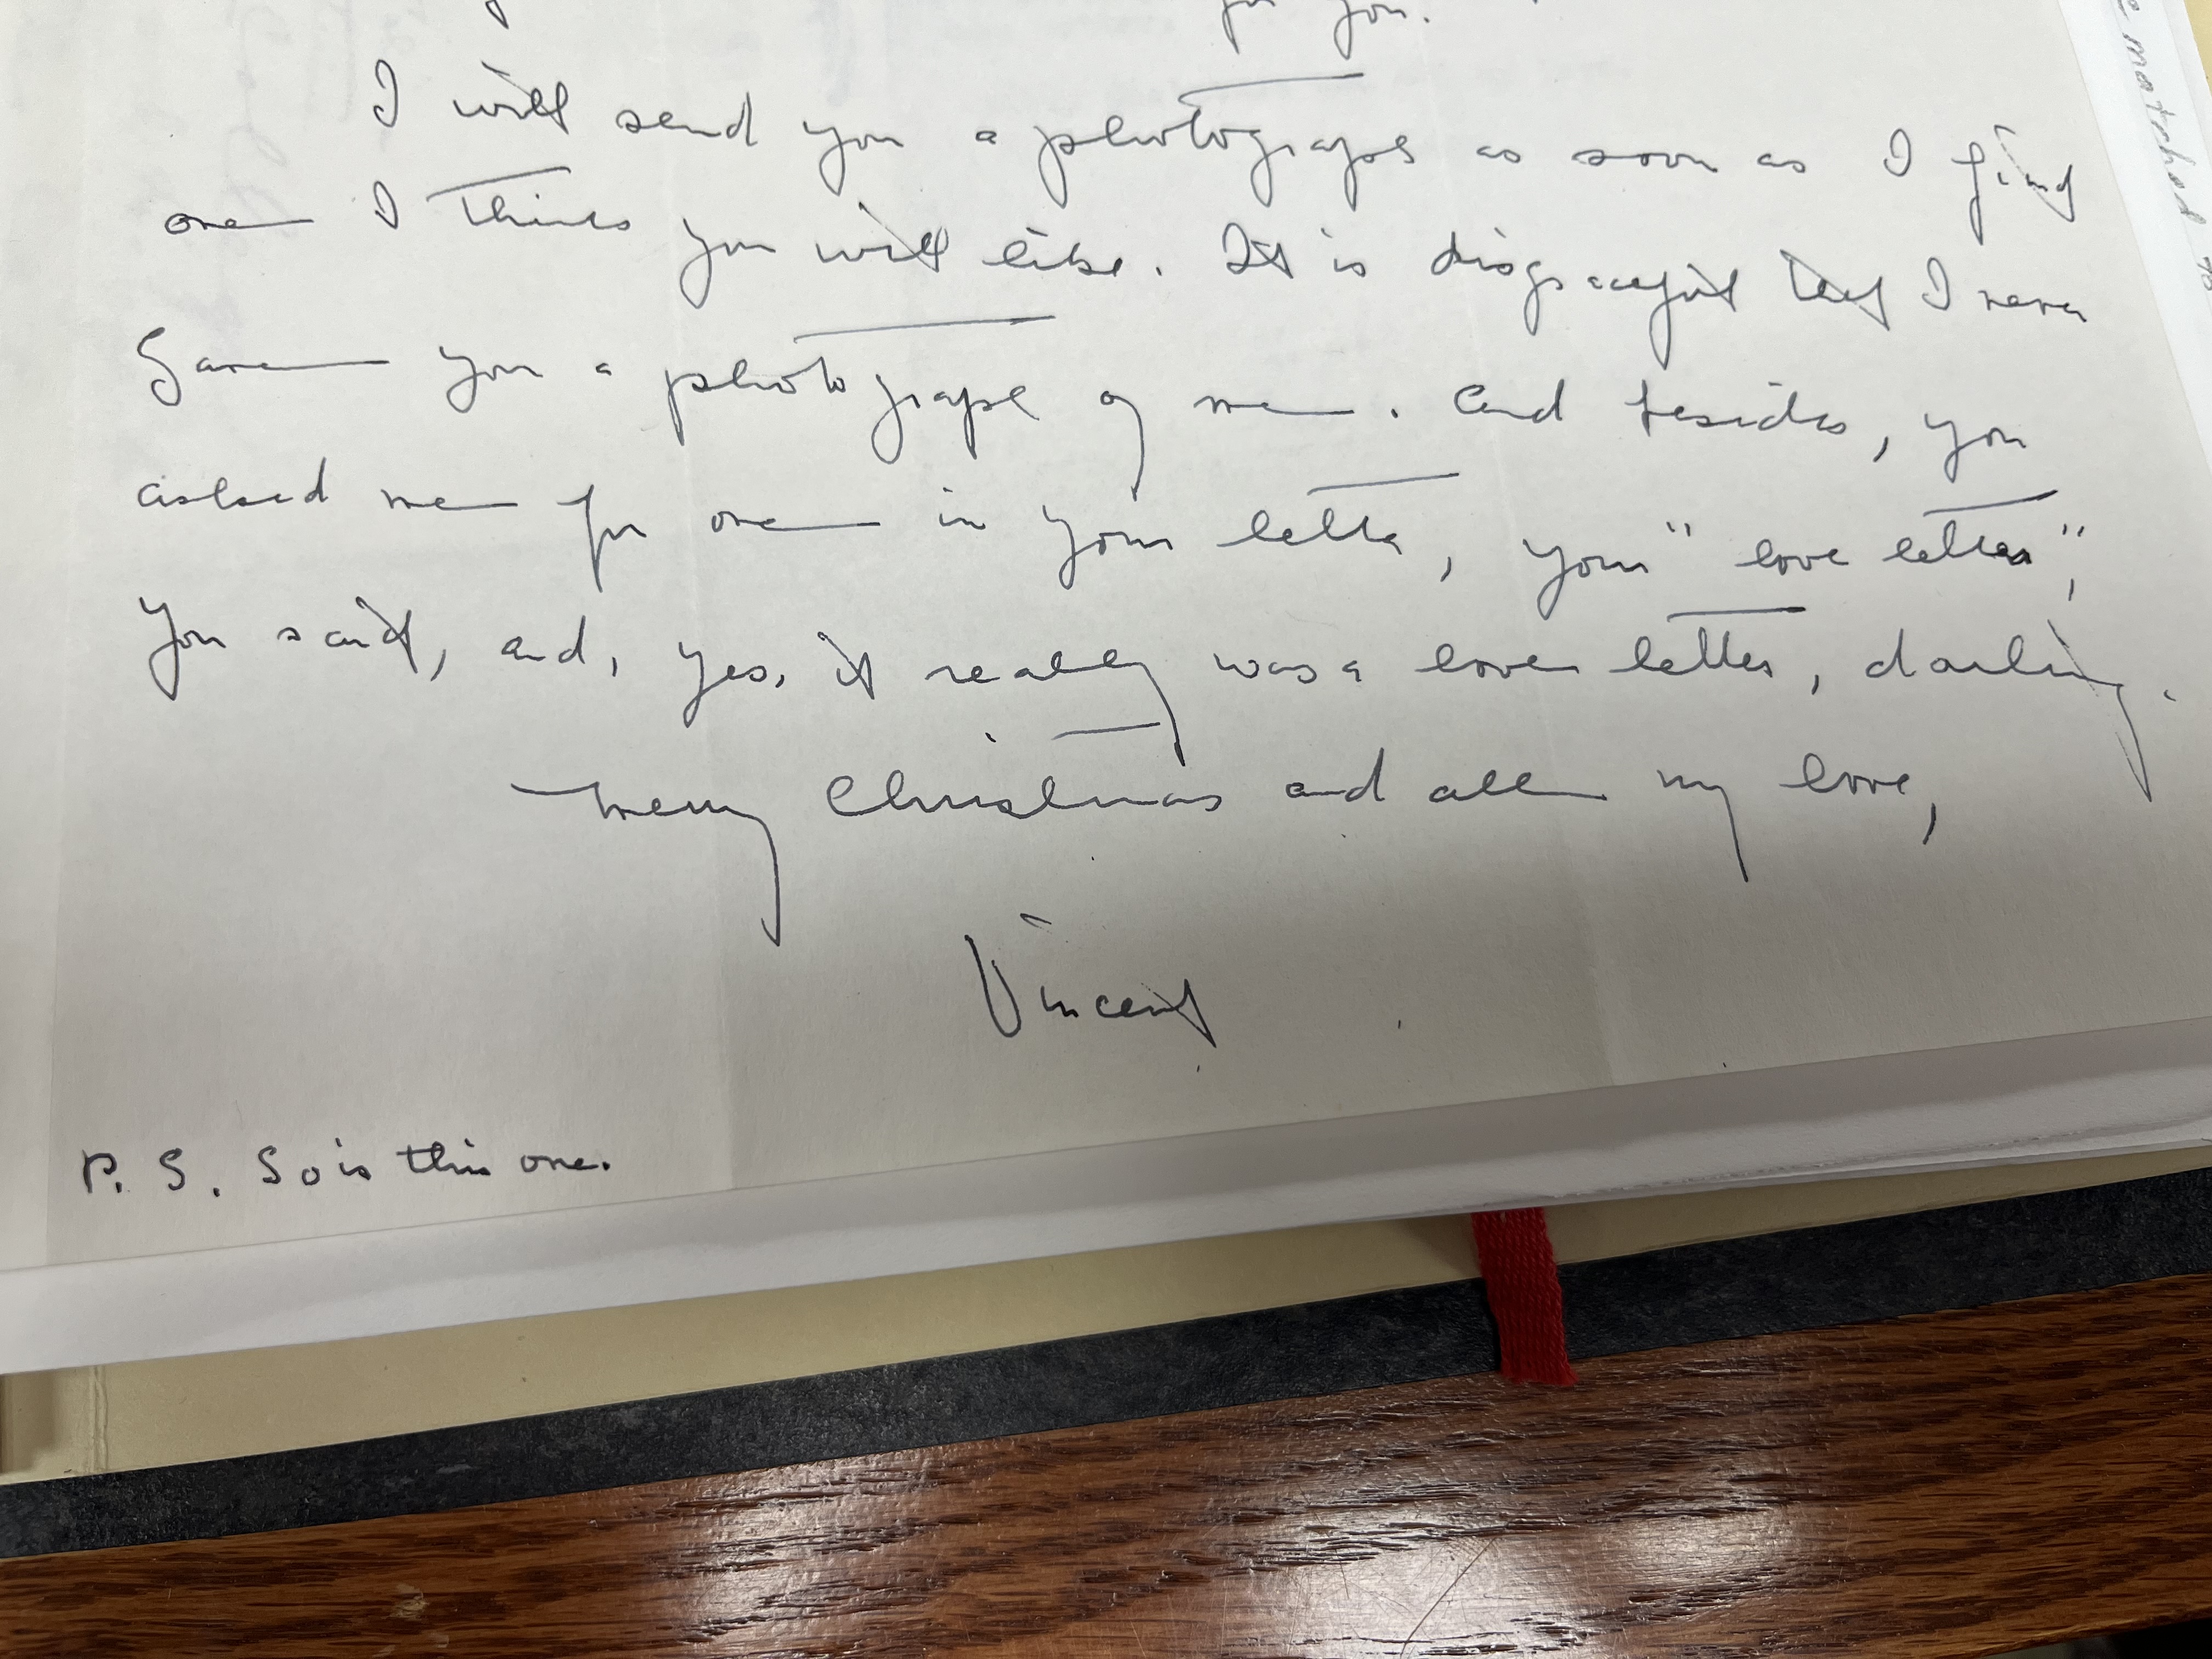 for you.
I will send you a photograph as soon as I find
one I think you will like. It is disgraceful that I never
gave you a photograph of me. And besides, you
asked me for one in your letter, your "love letter",
you said, and, yes, it really was a love letter, darling.
Merry Christmas and all my love,
Vincent
P. S. So is this one.
matched to